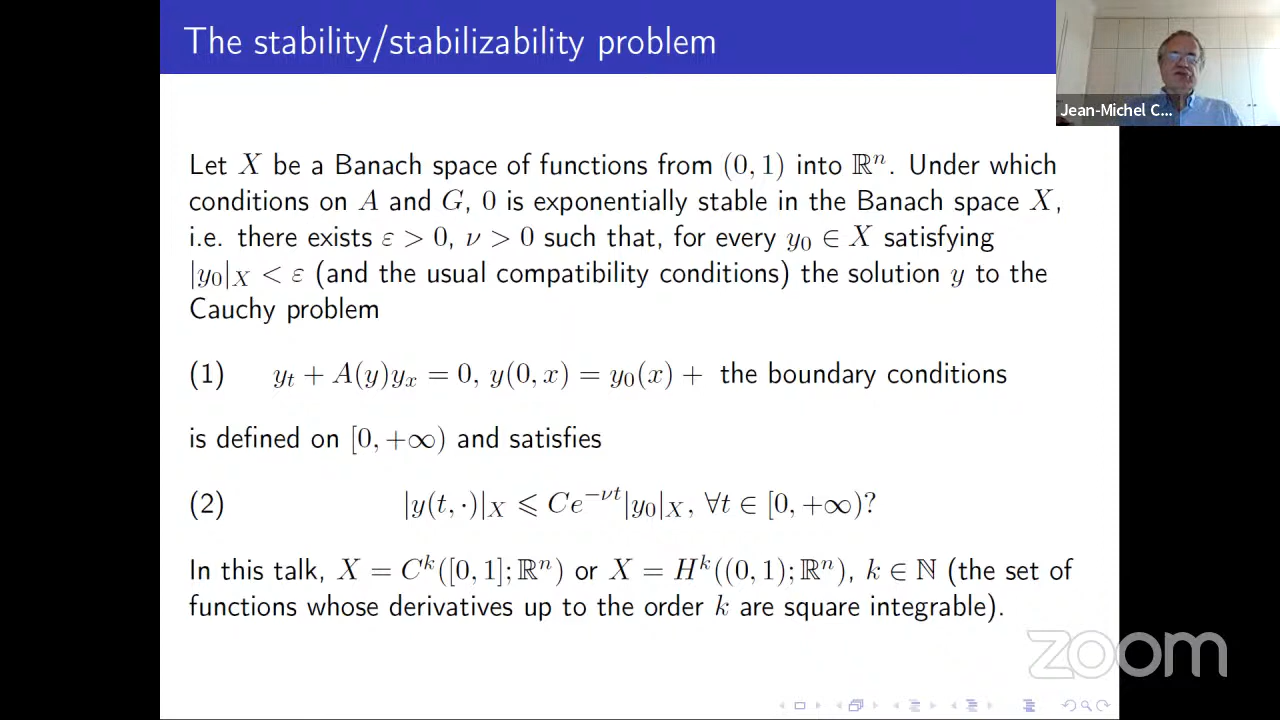 The stability/stabilizability problem
Jean-Michel C...
Let X be a Banach space of functions from (0, 1) into ℝⁿ. Under which
conditions on A and G, 0 is exponentially stable in the Banach space X,
i.e. there exists ε > 0, ν > 0 such that, for every y₀ ∈ X satisfying
|y₀|_X < ε (and the usual compatibility conditions) the solution y to the
Cauchy problem
(1) y_t + A(y)y_x = 0, y(0, x) = y₀(x) + the boundary conditions
is defined on [0, +∞) and satisfies
(2) |y(t, ·)|_X ⩽ Ce^{−νt}|y₀|_X, ∀t ∈ [0, +∞)?
In this talk, X = C^k([0, 1]; ℝⁿ) or X = H^k((0, 1); ℝⁿ), k ∈ ℕ (the set of
functions whose derivatives up to the order k are square integrable).
zoom